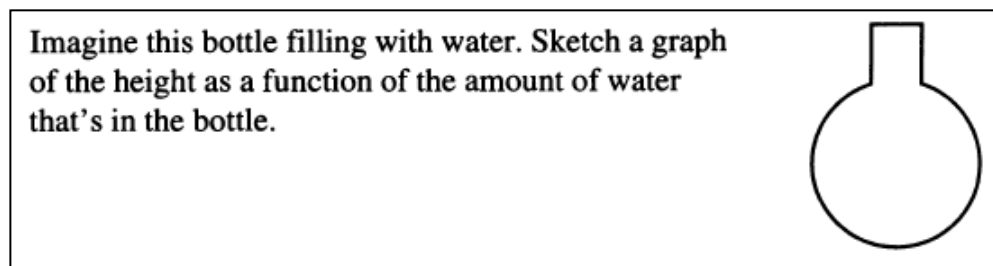 Imagine this bottle filling with water. Sketch a graph
of the height as a function of the amount of water
that's in the bottle.